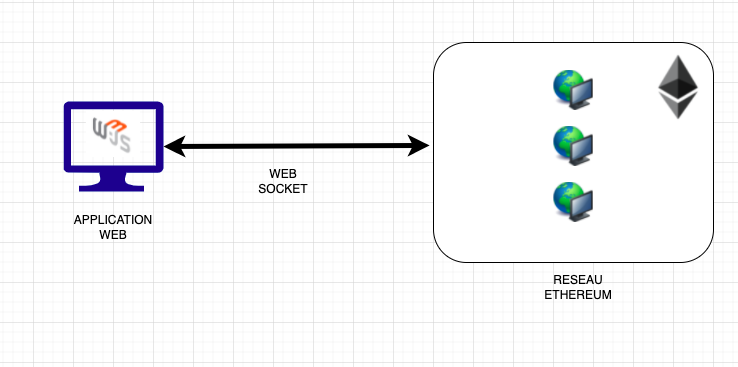 APPLICATION
WEB
WEB
SOCKET
RESEAU
ETHEREUM